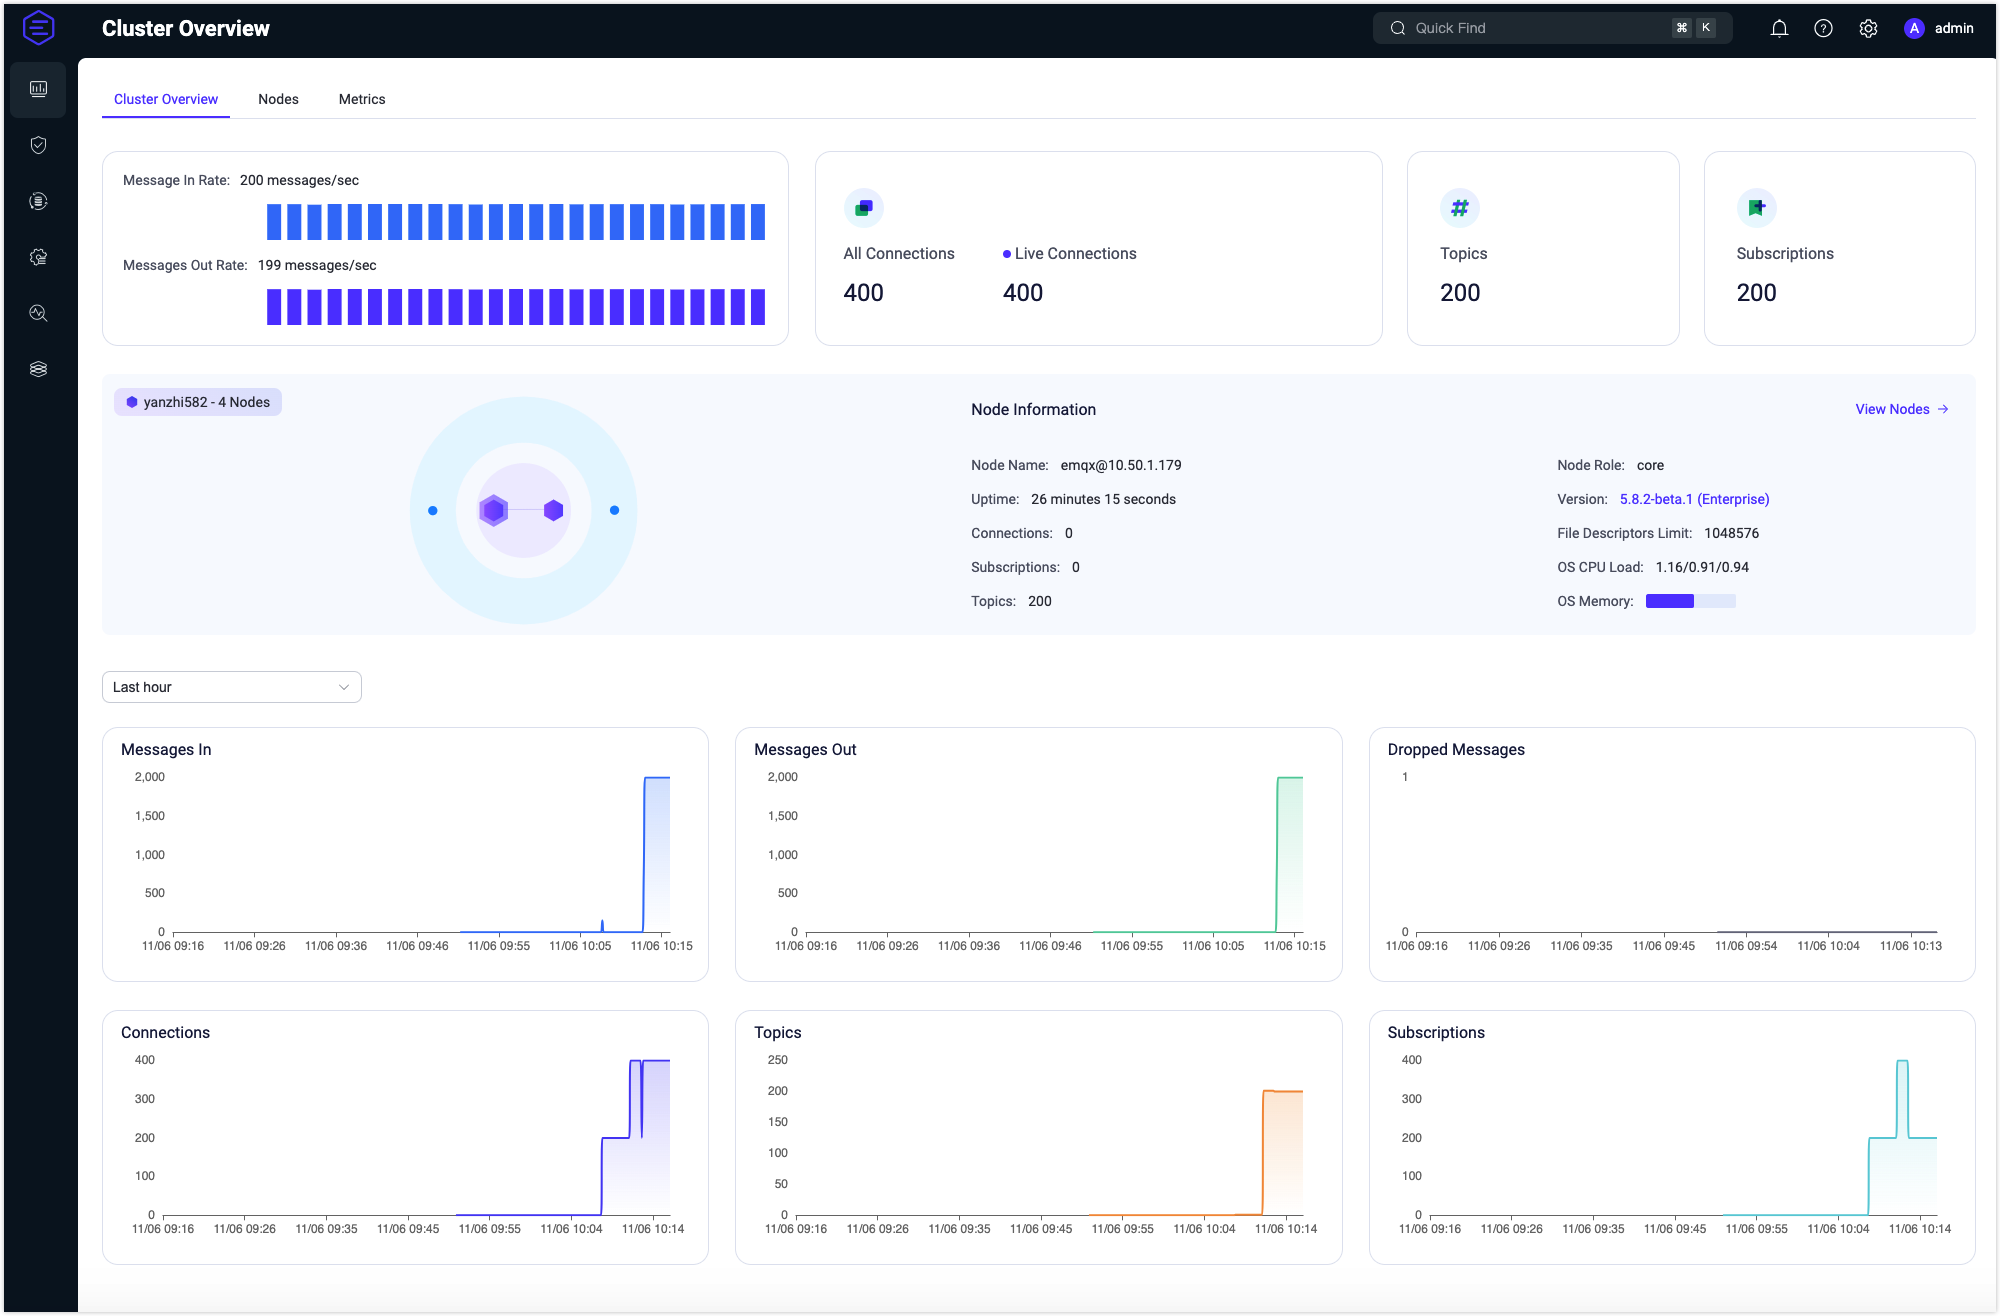 Cluster Overview
Quick Find
⌘ K
A admin
Cluster Overview Nodes Metrics
Message In Rate: 200 messages/sec
Messages Out Rate: 199 messages/sec
All Connections
400
Live Connections
400
Topics
200
Subscriptions
200
yanzhi582 - 4 Nodes
Node Information
View Nodes →
Node Name: emqx@10.50.1.179
Node Role: core
Uptime: 26 minutes 15 seconds
Version: 5.8.2-beta.1 (Enterprise)
Connections: 0
File Descriptors Limit: 1048576
Subscriptions: 0
OS CPU Load: 1.16/0.91/0.94
Topics: 200
OS Memory:
Last hour
Messages In
2,000
1,500
1,000
500
0
11/06 09:16 11/06 09:26 11/06 09:36 11/06 09:46 11/06 09:55 11/06 10:05 11/06 10:15
Messages Out
2,000
1,500
1,000
500
0
11/06 09:16 11/06 09:26 11/06 09:36 11/06 09:46 11/06 09:55 11/06 10:05 11/06 10:15
Dropped Messages
1
0
11/06 09:16 11/06 09:26 11/06 09:35 11/06 09:45 11/06 09:54 11/06 10:04 11/06 10:13
Connections
400
300
200
100
0
11/06 09:16 11/06 09:26 11/06 09:35 11/06 09:45 11/06 09:55 11/06 10:04 11/06 10:14
Topics
250
200
150
100
50
0
11/06 09:16 11/06 09:26 11/06 09:35 11/06 09:45 11/06 09:55 11/06 10:04 11/06 10:14
Subscriptions
400
300
200
100
0
11/06 09:16 11/06 09:26 11/06 09:35 11/06 09:45 11/06 09:55 11/06 10:04 11/06 10:14